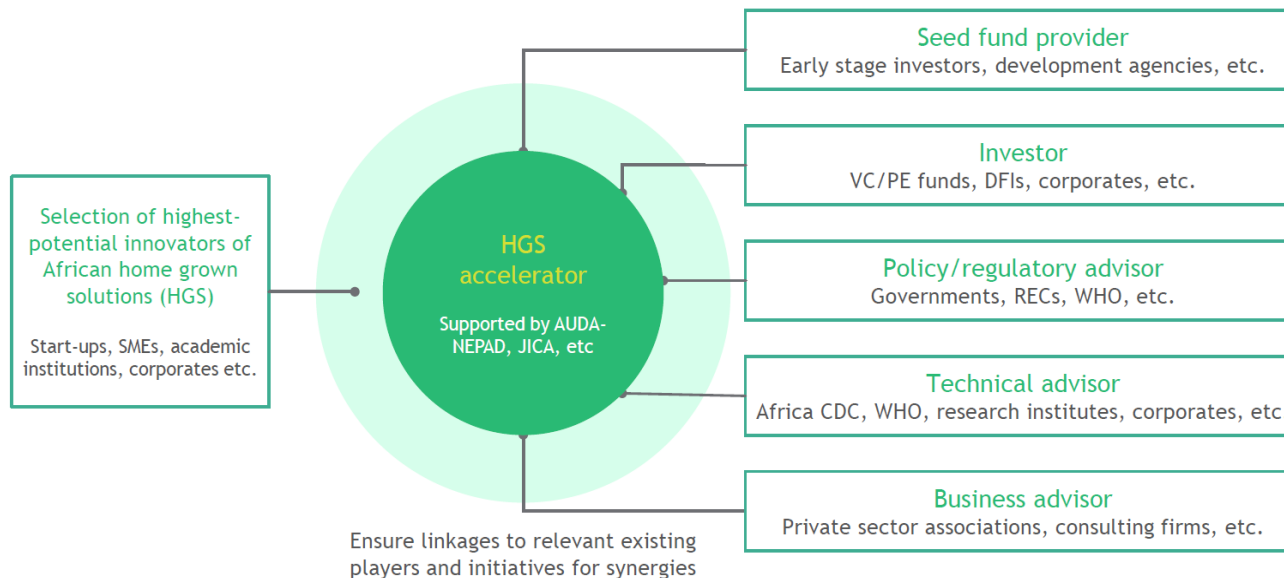 Selection of highest-
potential innovators of
African home grown
solutions (HGS)
Start-ups, SMEs, academic
institutions, corporates etc.
HGS
accelerator
Supported by AUDA-
NEPAD, JICA, etc
Ensure linkages to relevant existing
players and initiatives for synergies
Seed fund provider
Early stage investors, development agencies, etc.
Investor
VC/PE funds, DFIs, corporates, etc.
Policy/regulatory advisor
Governments, RECs, WHO, etc.
Technical advisor
Africa CDC, WHO, research institutes, corporates, etc
Business advisor
Private sector associations, consulting firms, etc.